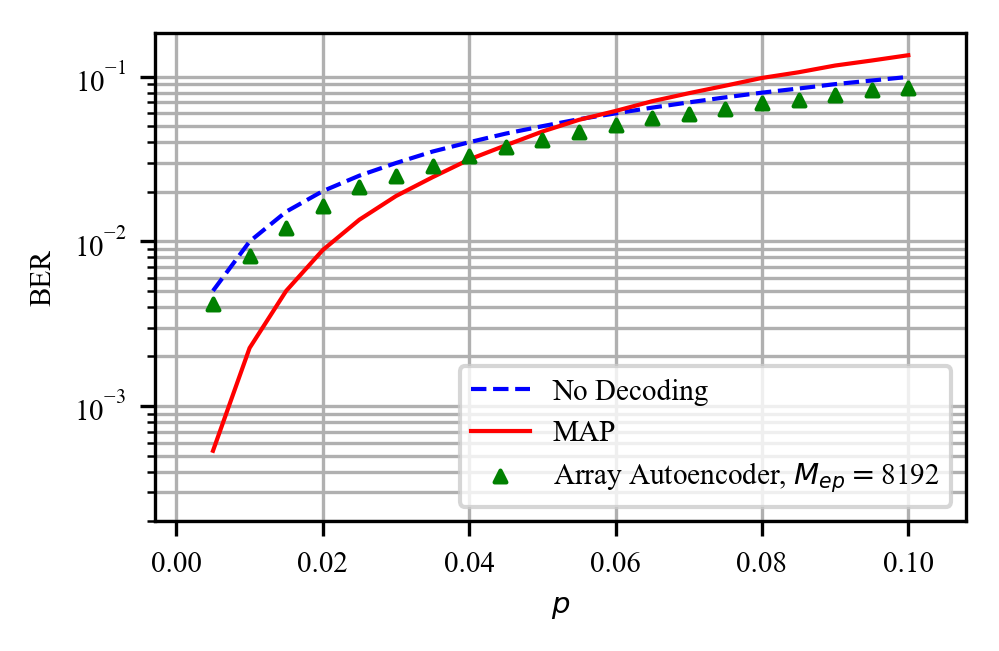 BER
10⁻¹
10⁻²
10⁻³
No Decoding
MAP
Array Autoencoder, Mₑₚ = 8192
0.00 0.02 0.04 0.06 0.08 0.10
p